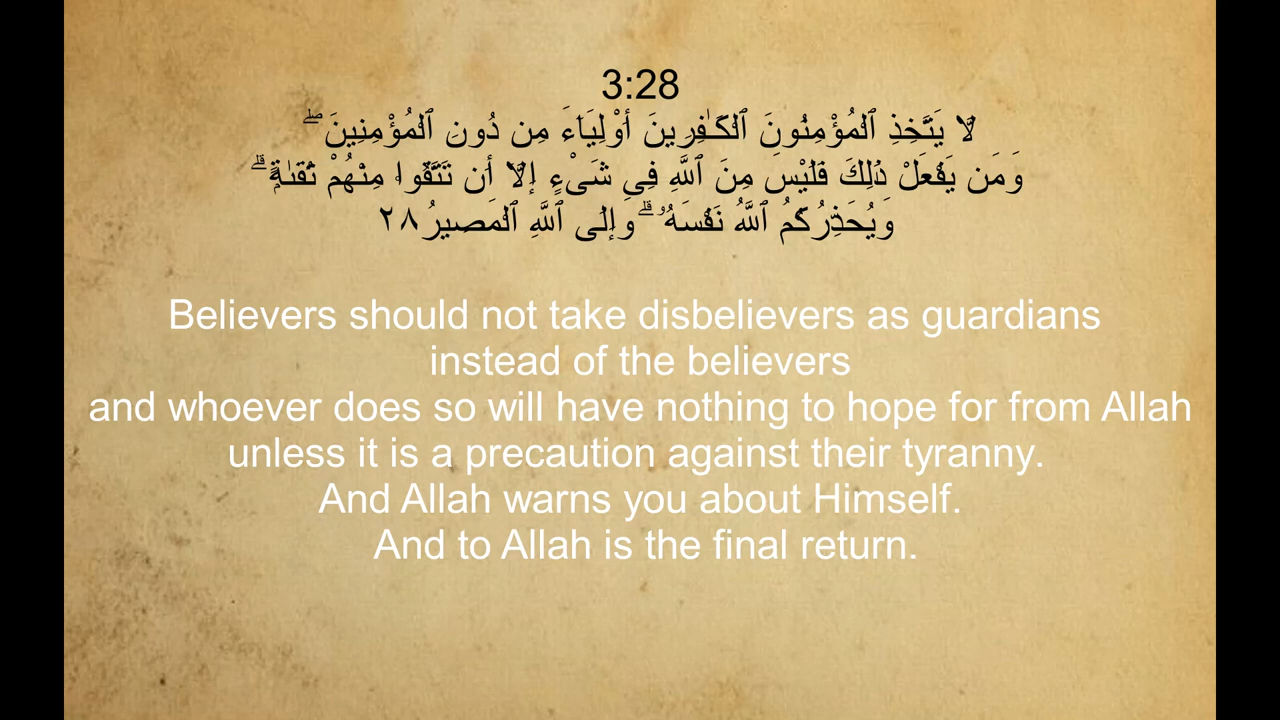 3:28
لَّا يَتَّخِذِ ٱلْمُؤْمِنُونَ ٱلْكَـٰفِرِينَ أَوْلِيَآءَ مِن دُونِ ٱلْمُؤْمِنِينَ ۖ
وَمَن يَفْعَلْ ذَٰلِكَ فَلَيْسَ مِنَ ٱللَّهِ فِى شَىْءٍ إِلَّآ أَن تَتَّقُوا۟ مِنْهُمْ تُقَىٰةً ۗ
وَيُحَذِّرُكُمُ ٱللَّهُ نَفْسَهُۥ ۗ وَإِلَى ٱللَّهِ ٱلْمَصِيرُ ٢٨
Believers should not take disbelievers as guardians
instead of the believers
and whoever does so will have nothing to hope for from Allah
unless it is a precaution against their tyranny.
And Allah warns you about Himself.
And to Allah is the final return.